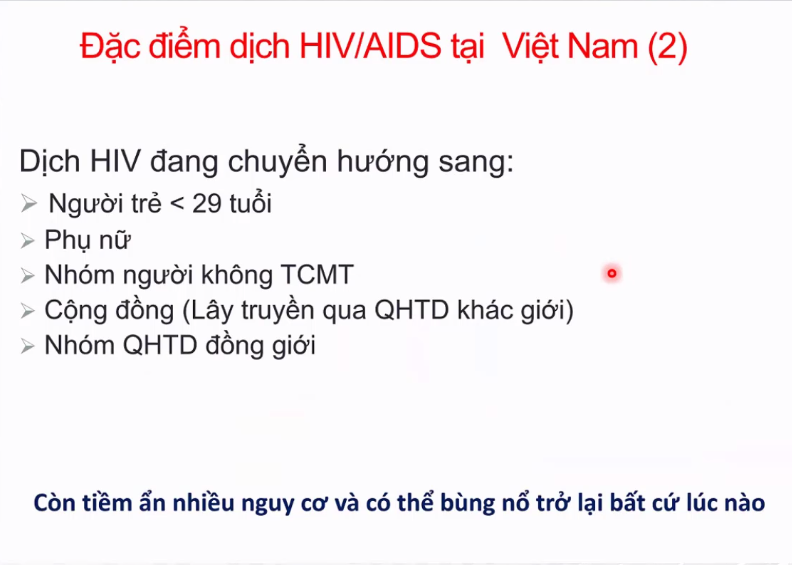 Đặc điểm dịch HIV/AIDS tại Việt Nam (2)
Dịch HIV đang chuyển hướng sang:
Người trẻ < 29 tuổi
Phụ nữ
Nhóm người không TCMT
Cộng đồng (Lây truyền qua QHTD khác giới)
Nhóm QHTD đồng giới
Còn tiềm ẩn nhiều nguy cơ và có thể bùng nổ trở lại bất cứ lúc nào